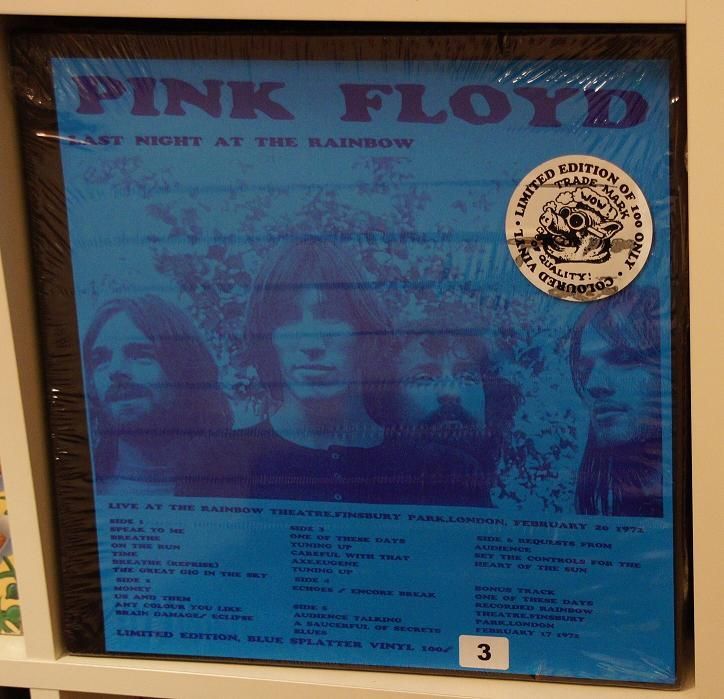 PINK FLOYD
LAST NIGHT AT THE RAINBOW
• LIMITED EDITION OF 100 ONLY •
COLOURED VINYL
TRADE MARK
WOW
QUALITY!
LIVE AT THE RAINBOW THEATRE,FINSBURY PARK,LONDON, FEBRUARY 20 1972
SIDE 1
SPEAK TO ME
BREATHE
ON THE RUN
TIME
BREATHE (REPRISE)
THE GREAT GIG IN THE SKY
SIDE 2
MONEY
US AND THEM
ANY COLOUR YOU LIKE
BRAIN DAMAGE/ ECLIPSE
SIDE 3
ONE OF THESE DAYS
TUNING UP
CAREFUL WITH THAT
AXE,EUGENE
TUNING UP
SIDE 4
ECHOES / ENCORE BREAK
SIDE 5
AUDIENCE TALKING
A SAUCERFUL OF SECRETS
BLUES
SIDE 6 REQUESTS FROM
AUDIENCE
SET THE CONTROLS FOR THE
HEART OF THE SUN
BONUS TRACK
ONE OF THESE DAYS
RECORDED RAINBOW
THEATRE,FINSBURY
PARK,LONDON
FEBRUARY 17 1972
LIMITED EDITION, BLUE SPLATTER VINYL 100/
3